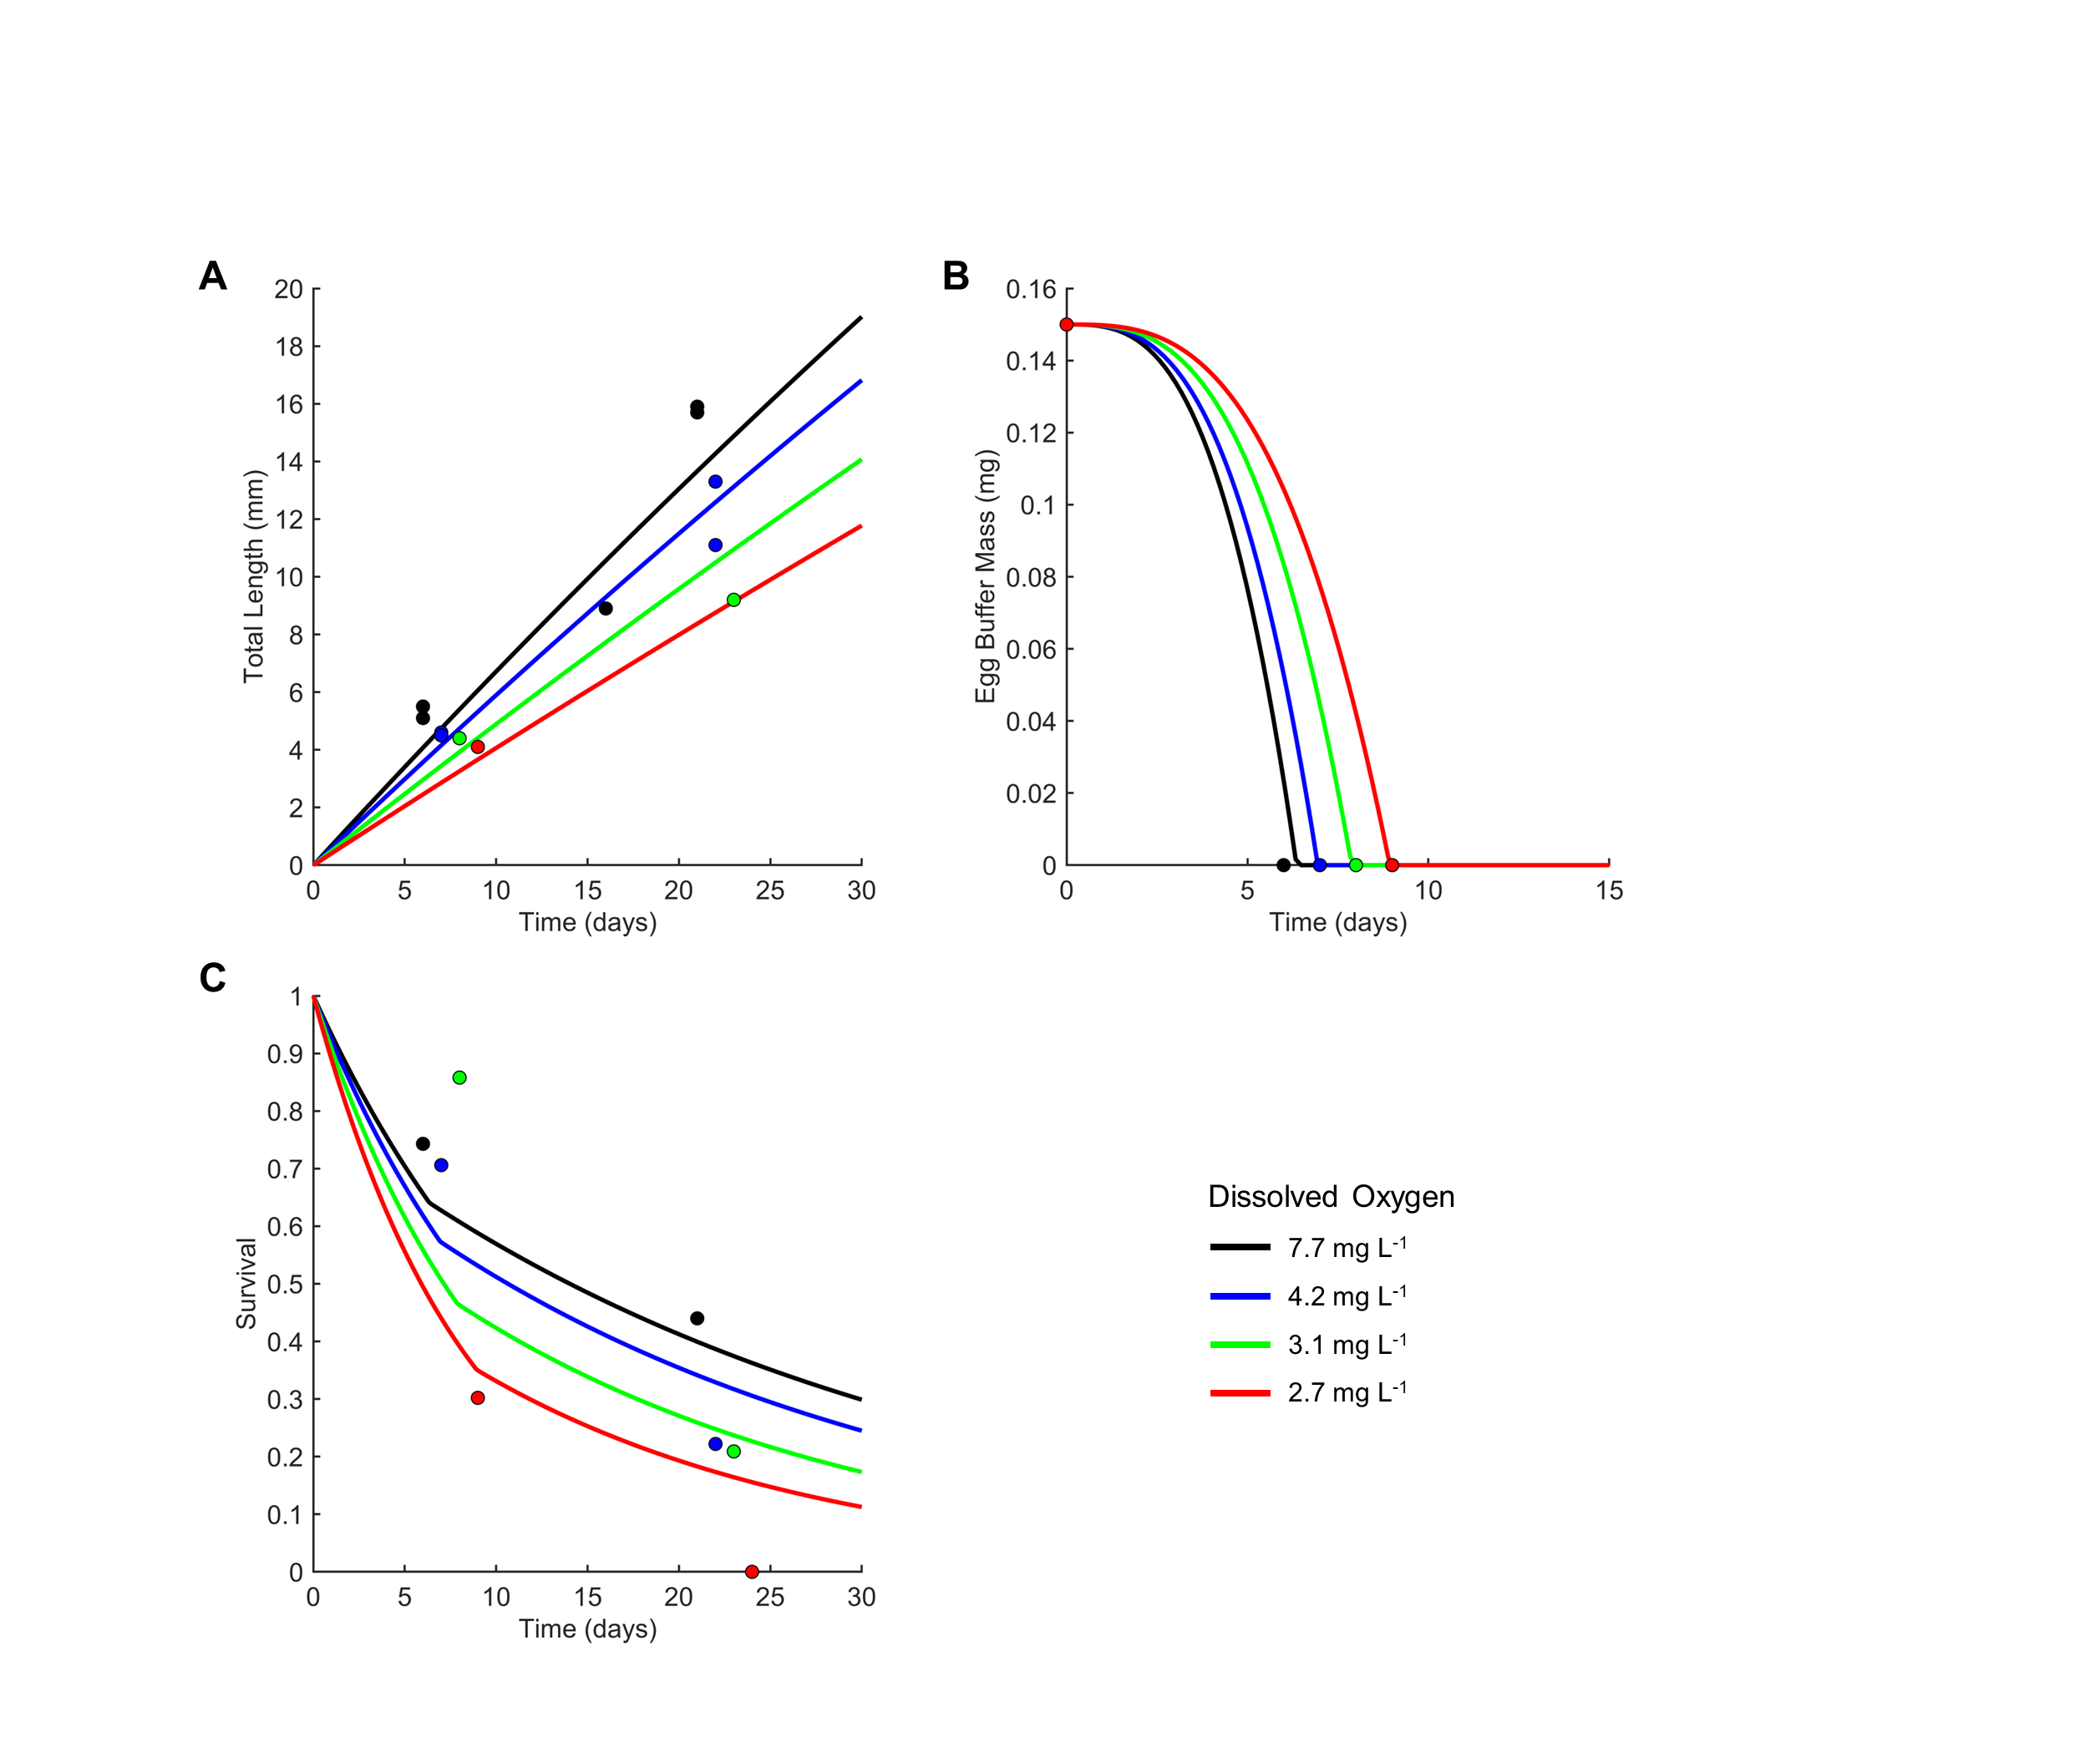 A
20
18
16
14
12
10
8
6
4
2
0
Total Length (mm)
0 5 10 15 20 25 30
Time (days)
B
0.16
0.14
0.12
0.1
0.08
0.06
0.04
0.02
0
Egg Buffer Mass (mg)
0 5 10 15
Time (days)
C
1
0.9
0.8
0.7
0.6
0.5
0.4
0.3
0.2
0.1
0
Survival
0 5 10 15 20 25 30
Time (days)
Dissolved Oxygen
7.7 mg L⁻¹
4.2 mg L⁻¹
3.1 mg L⁻¹
2.7 mg L⁻¹